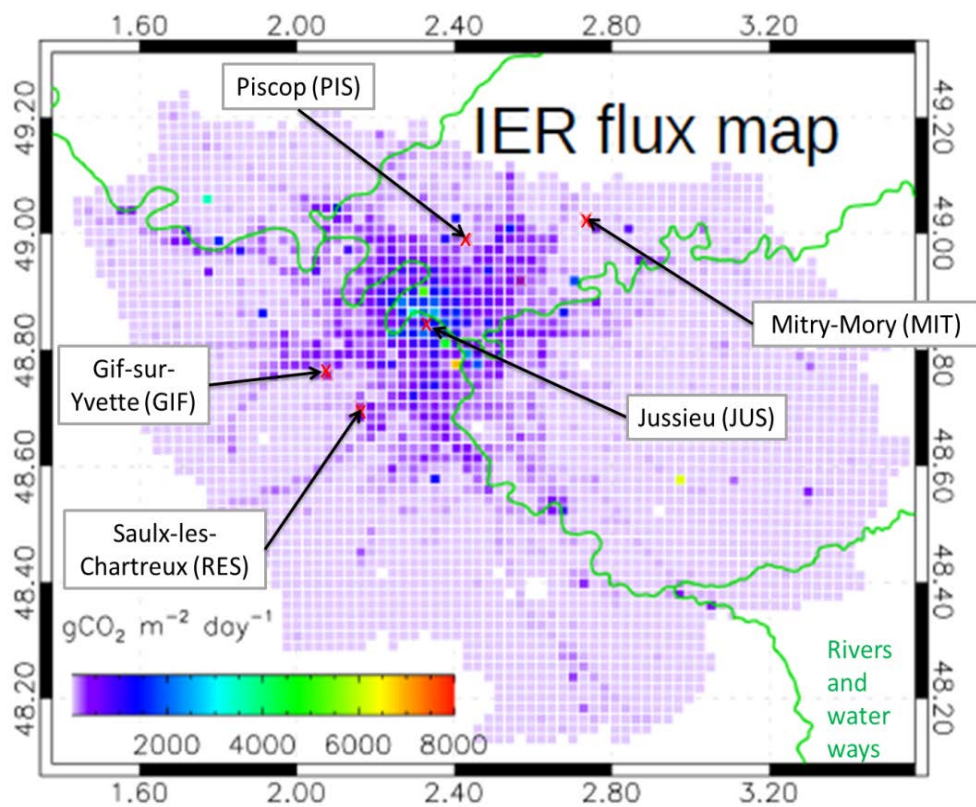 1.60 2.00 2.40 2.80 3.20
Piscop (PIS)
IER flux map
49.20 49.20
49.00 49.00
Mitry-Mory (MIT)
48.80 80
Gif-sur-
Yvette (GIF)
Jussieu (JUS)
48.60 48.60
Saulx-les-
Chartreux (RES)
48.40 48.40
gCO₂ m⁻² day⁻¹
Rivers
and
water
ways
48.20 48.20
2000 4000 6000 8000
1.60 2.00 2.40 2.80 3.20